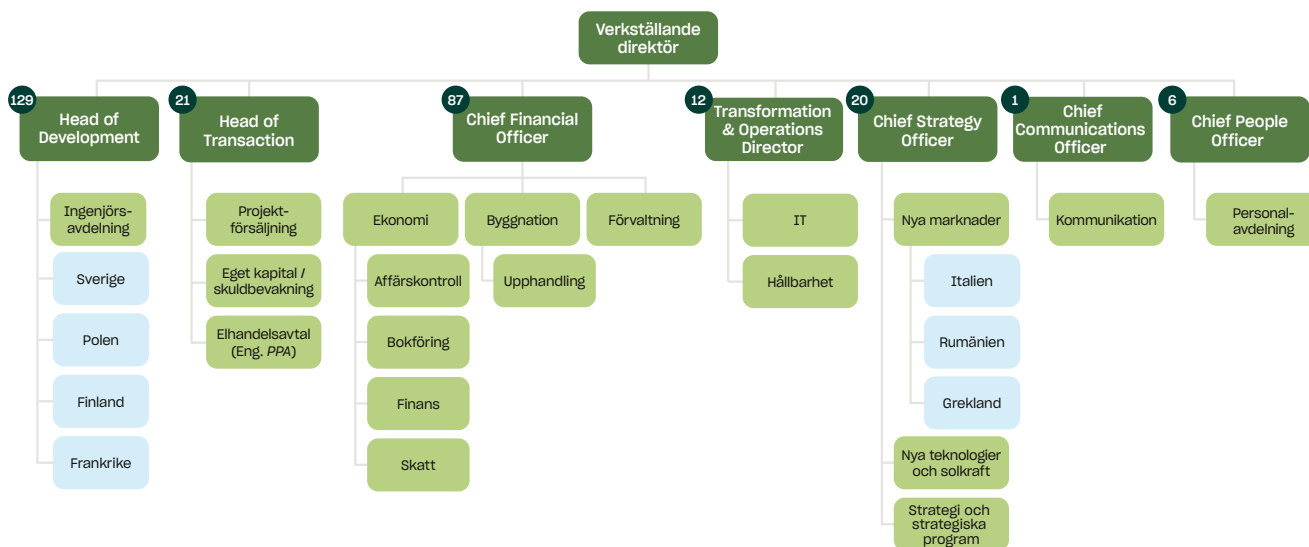 Verkställande
direktör
129
Head of
Development
21
Head of
Transaction
87
Chief Financial
Officer
12
Transformation
& Operations
Director
20
Chief Strategy
Officer
1
Chief
Communications
Officer
6
Chief People
Officer
Ingenjörs-
avdelning
Sverige
Polen
Finland
Frankrike
Projekt-
försäljning
Eget kapital /
skuldbevakning
Elhandelsavtal
(Eng. PPA)
Ekonomi
Affärskontroll
Bokföring
Finans
Skatt
Byggnation
Upphandling
Förvaltning
IT
Hållbarhet
Nya marknader
Italien
Rumänien
Grekland
Nya teknologier
och solkraft
Strategi och
strategiska
program
Kommunikation
Personal-
avdelning